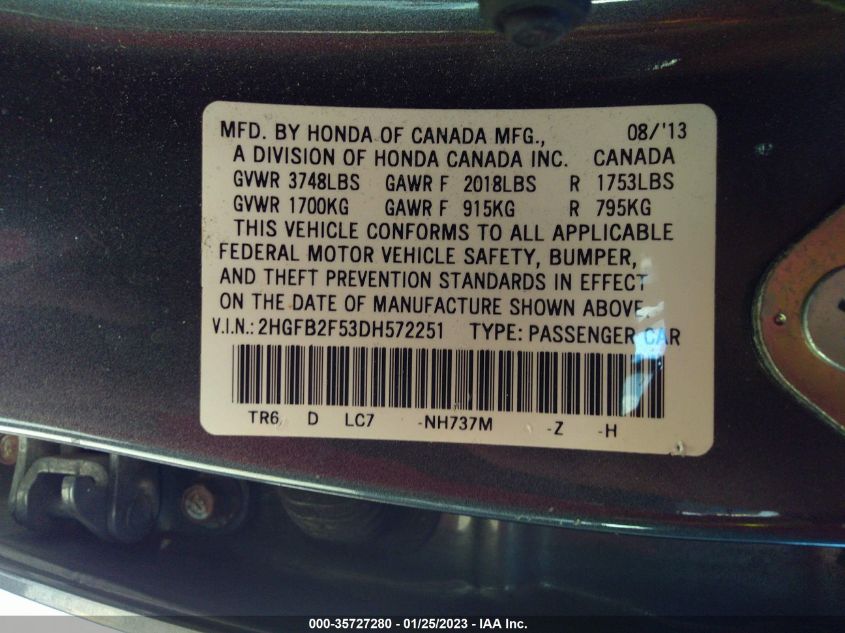 MFD. BY HONDA OF CANADA MFG., 08/'13
A DIVISION OF HONDA CANADA INC. CANADA
GVWR 3748LBS GAWR F 2018LBS R 1753LBS
GVWR 1700KG GAWR F 915KG R 795KG
THIS VEHICLE CONFORMS TO ALL APPLICABLE
FEDERAL MOTOR VEHICLE SAFETY, BUMPER,
AND THEFT PREVENTION STANDARDS IN EFFECT
ON THE DATE OF MANUFACTURE SHOWN ABOVE.
V.I.N.: 2HGFB2F53DH572251 TYPE: PASSENGER CAR
TR6 D LC7 -NH737M -Z -H
000-35727280 - 01/25/2023 - IAA Inc.